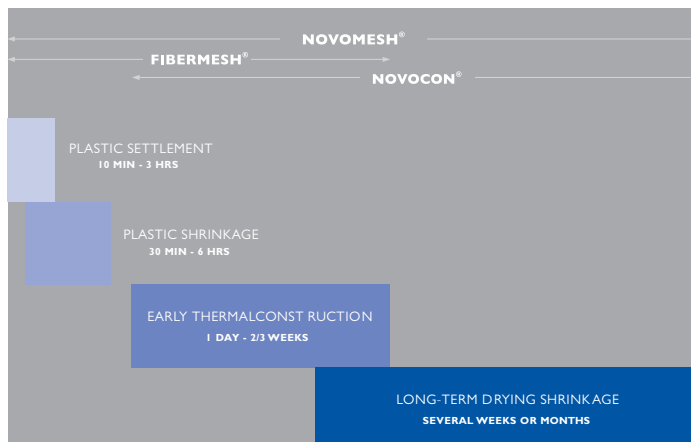 NOVOMESH®
FIBERMESH®
NOVOCON®
PLASTIC SETTLEMENT
10 MIN - 3 HRS
PLASTIC SHRINKAGE
30 MIN - 6 HRS
EARLY THERMALCONST RUCTION
1 DAY - 2/3 WEEKS
LONG-TERM DRYING SHRINKAGE
SEVERAL WEEKS OR MONTHS